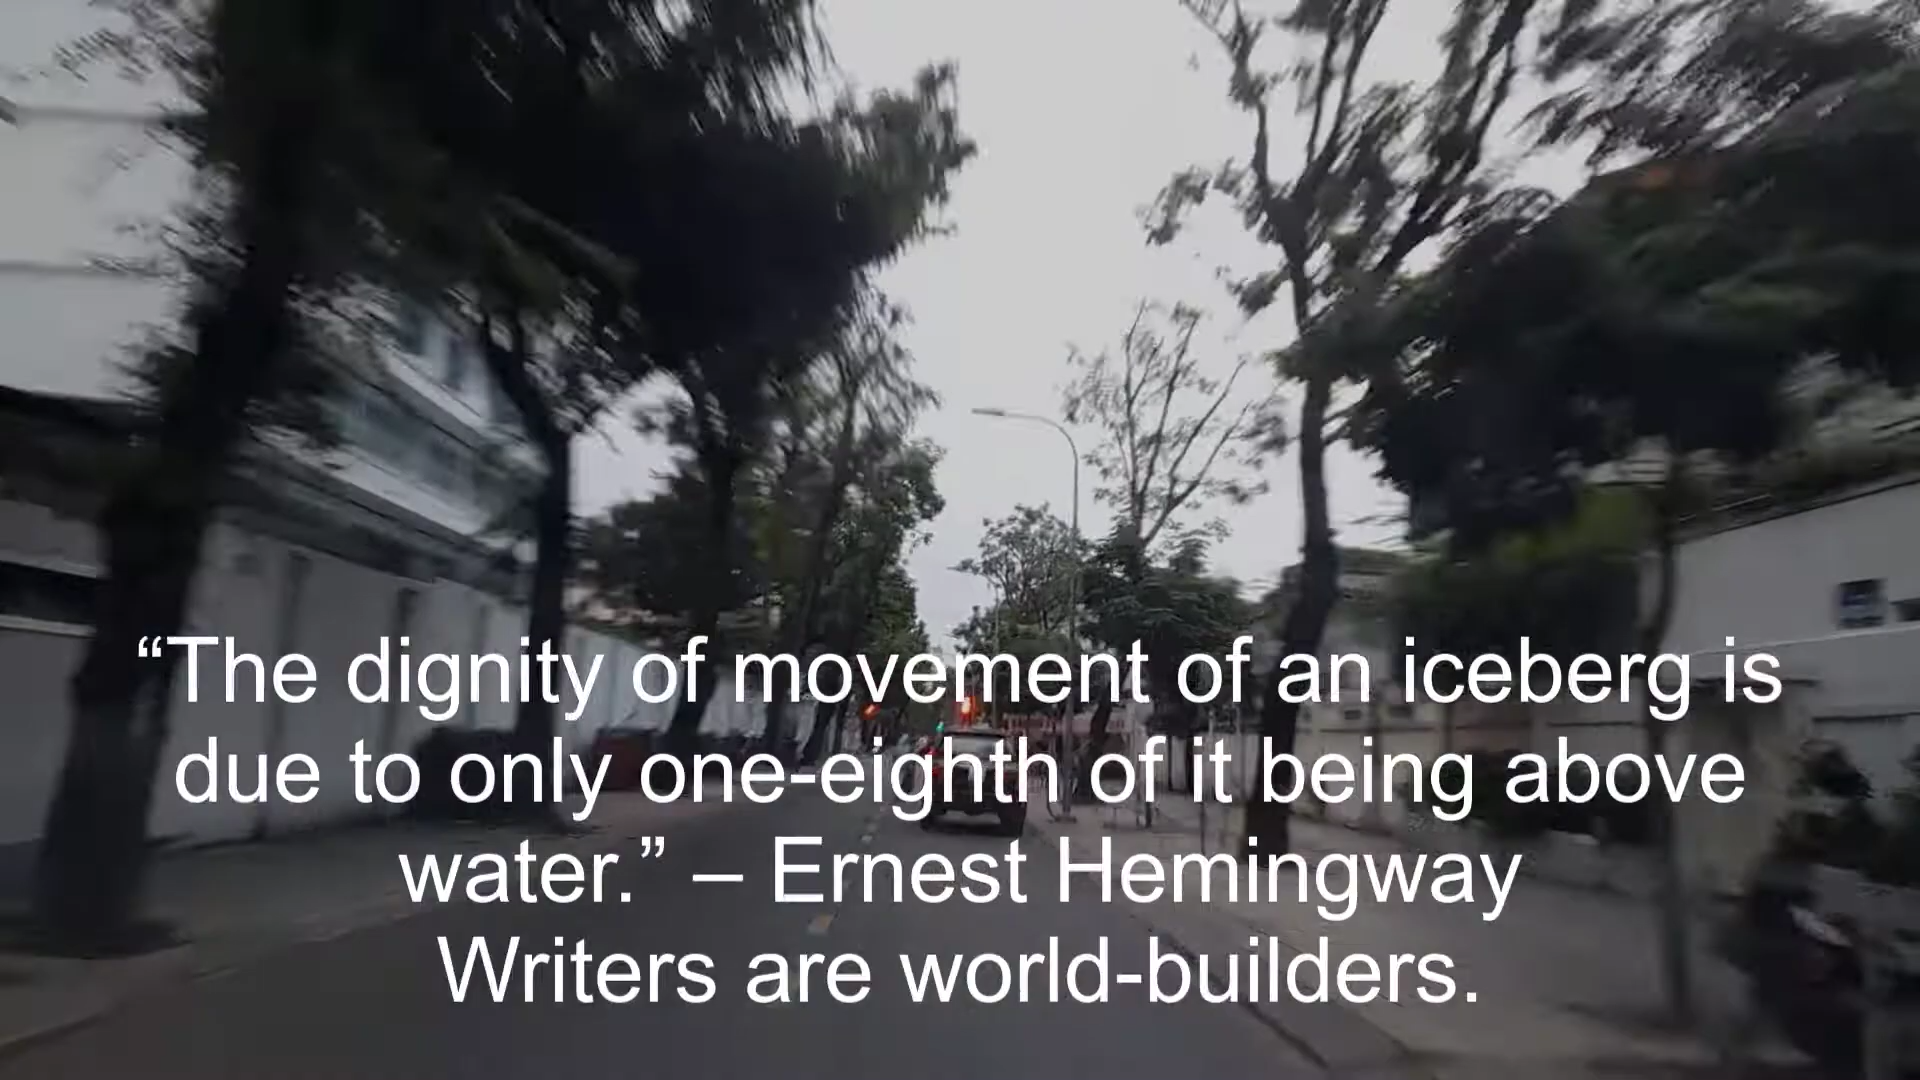 “The dignity of movement of an iceberg is
due to only one-eighth of it being above
water.” – Ernest Hemingway
Writers are world-builders.